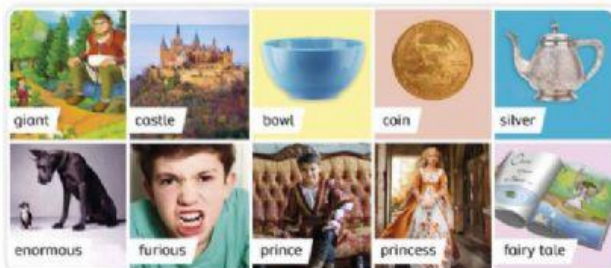 giant
castle
bowl
coin
silver
enormous
furious
prince
princess
fairy tale